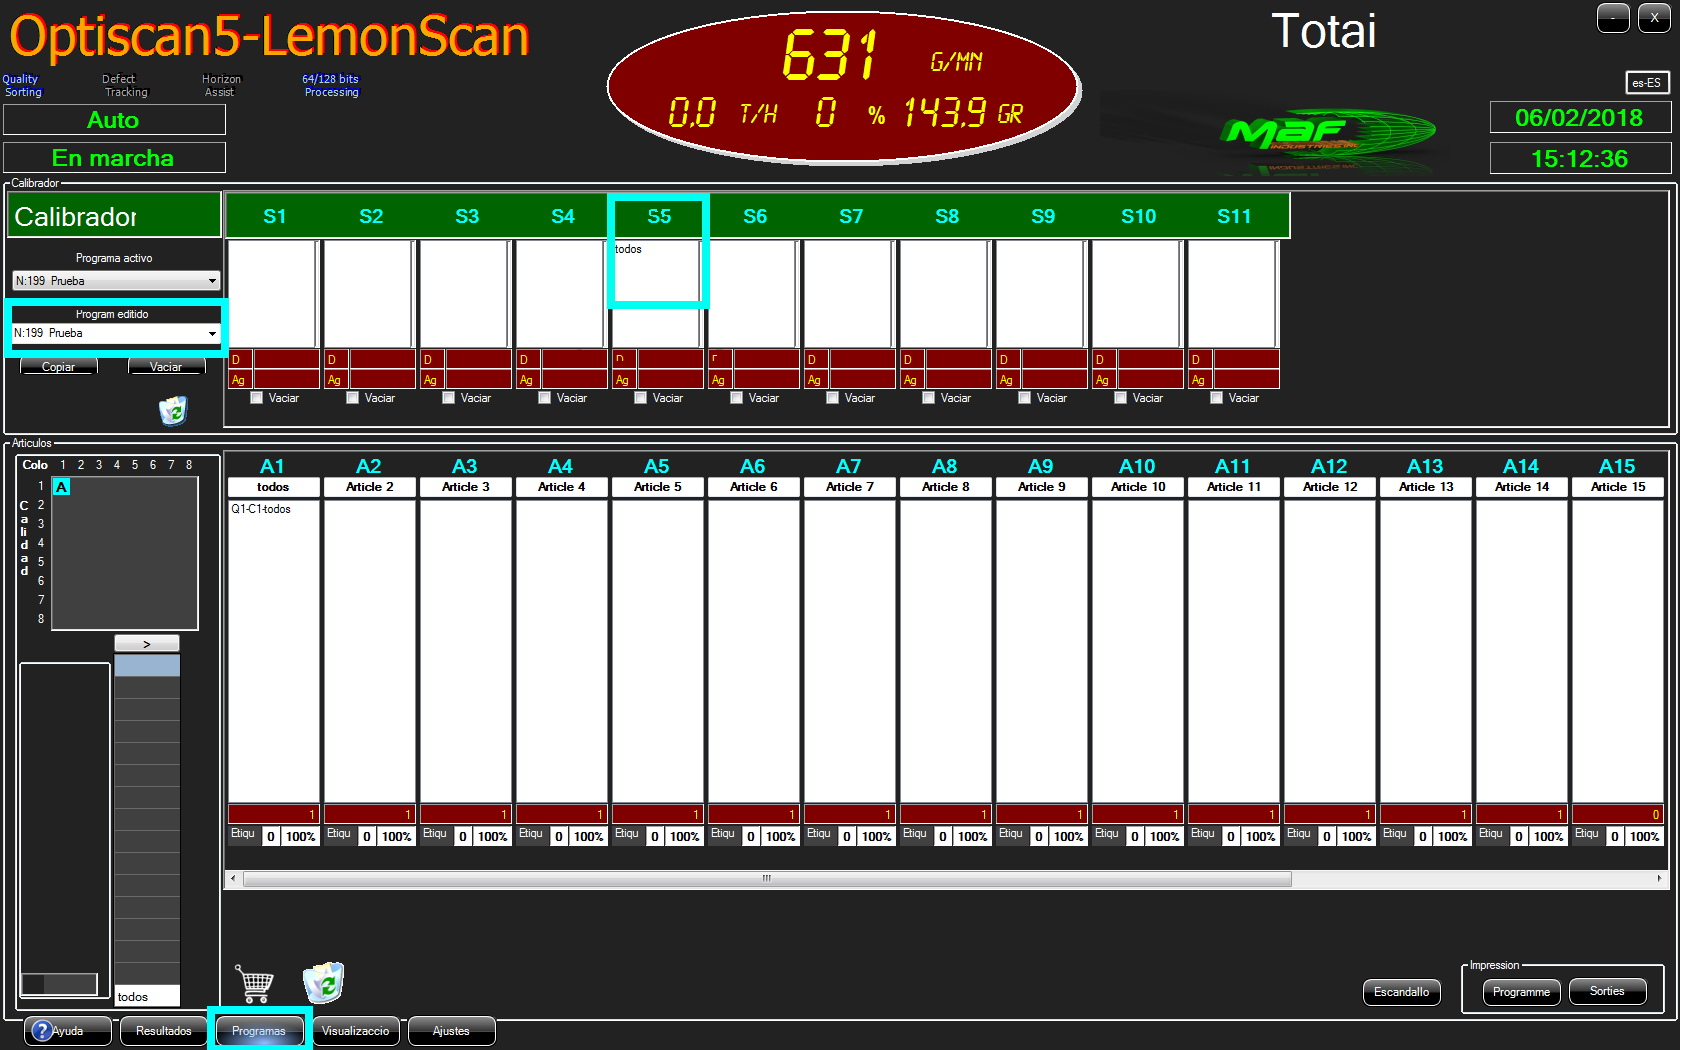 Optiscan5-LemonScan
Quality Sorting
Defect Tracking
Horizon Assist
64/128 bits Processing
631 G/MN
0,0 T/H 0 % 143,9 GR
Totai
- X
es-ES
Auto
En marcha
MAF
INDUSTRIES INC
06/02/2018
15:12:36
Calibrador
Calibrador
S1 S2 S3 S4 S5 S6 S7 S8 S9 S10 S11
todos
Programa activo
N:199 Prueba
Program editido
N:199 Prueba
Copiar Vaciar
D D D D D D D D D
Ag Ag Ag Ag Ag Ag Ag Ag Ag Ag Ag
Vaciar Vaciar Vaciar Vaciar Vaciar Vaciar Vaciar Vaciar Vaciar Vaciar Vaciar
Articulos
Colo 1 2 3 4 5 6 7 8
Calidad
1 A
2
3
4
5
6
7
8
>
todos
A1 A2 A3 A4 A5 A6 A7 A8 A9 A10 A11 A12 A13 A14 A15
todos Article 2 Article 3 Article 4 Article 5 Article 6 Article 7 Article 8 Article 9 Article 10 Article 11 Article 12 Article 13 Article 14 Article 15
Q1-C1-todos
1 1 1 1 1 1 1 1 1 1 1 1 1 1 0
Etiqu 0 100% Etiqu 0 100% Etiqu 0 100% Etiqu 0 100% Etiqu 0 100% Etiqu 0 100% Etiqu 0 100% Etiqu 0 100% Etiqu 0 100% Etiqu 0 100% Etiqu 0 100% Etiqu 0 100% Etiqu 0 100% Etiqu 0 100% Etiqu 0 100%
Escandallo
Impression
Programme Sorties
? Ayuda Resultados Programas Visualizaccio Ajustes